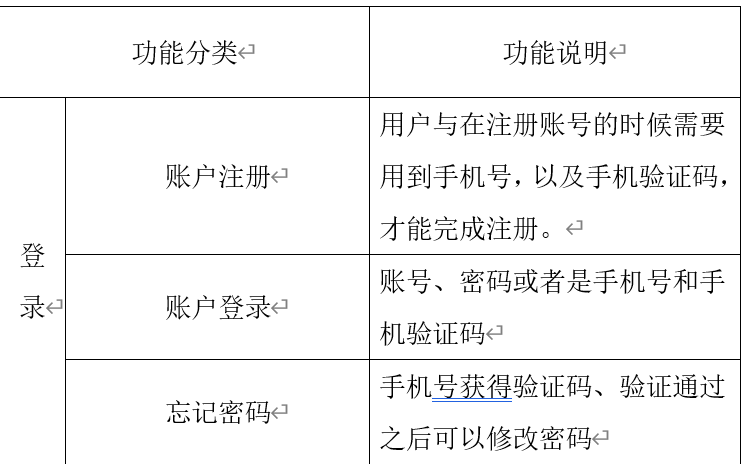 功能分类
功能说明
登
录
账户注册
用户与在注册账号的时候需要
用到手机号，以及手机验证码，
才能完成注册。
账户登录
账号、密码或者是手机号和手
机验证码
忘记密码
手机号获得验证码、验证通过
之后可以修改密码